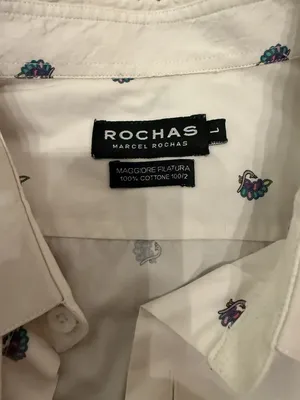 ROCHAS
MARCEL ROCHAS
L
MAGGIORE FILATURA
100% COTTONE 100/2